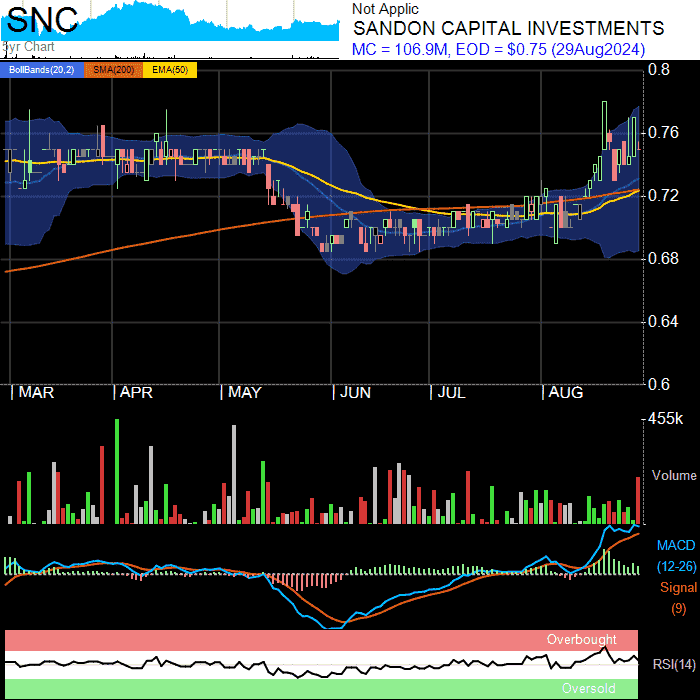 SNC
5yr Chart
Not Applic
SANDON CAPITAL INVESTMENTS
MC = 106.9M, EOD = $0.75 (29Aug2024)
BollBands(20,2) SMA(200) EMA(50)
0.8
0.76
0.72
0.68
0.64
0.6
MAR APR MAY JUN JUL AUG
455k
Volume
MACD
(12-26)
Signal
(9)
Overbought
RSI(14)
Oversold